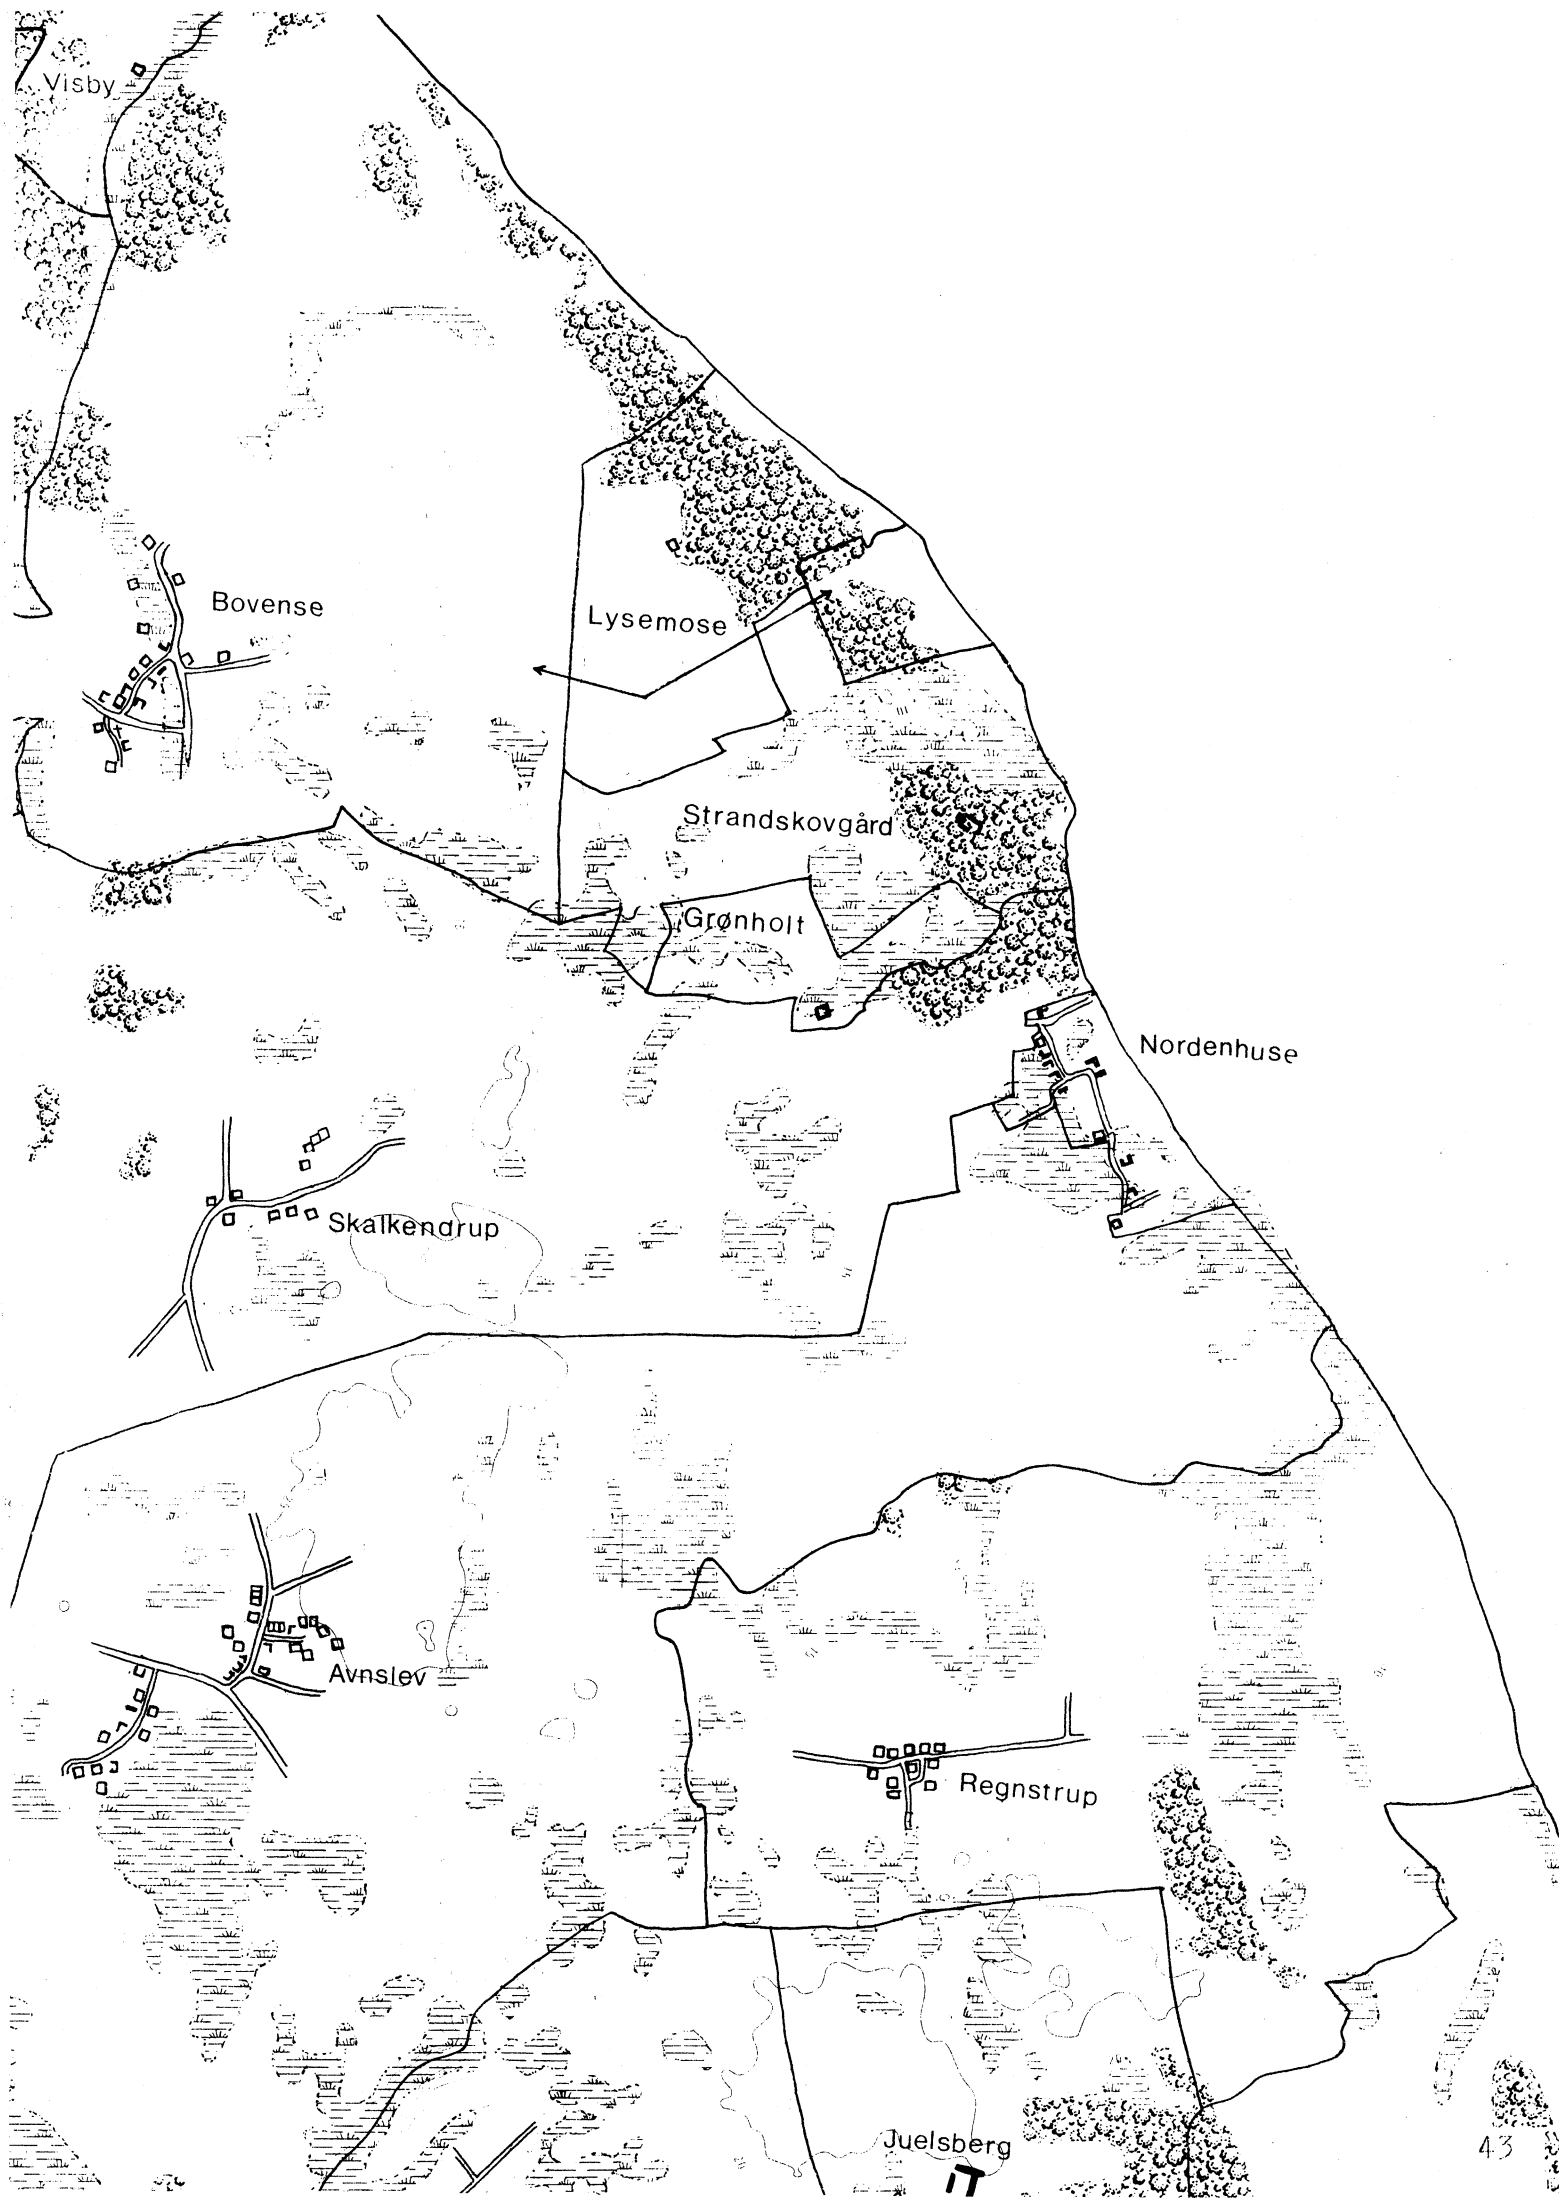 Visby
Bovense
Lysemose
Strandskovgård
Grønholt
Nordenhuse
Skalkendrup
Avnslev
Regnstrup
Juelsberg
43